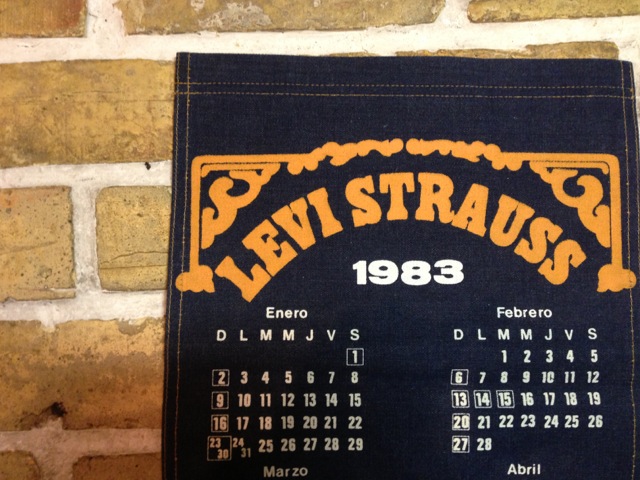 LEVI STRAUSS
1983
Enero
D L M M J V S
1
2 3 4 5 6 7 8
9 10 11 12 13 14 15
16 17 18 19 20 21 22
23 30 24 31 25 26 27 28 29
Febrero
D L M M J V S
1 2 3 4 5
6 7 8 9 10 11 12
13 14 15 16 17 18 19
20 21 22 23 24 25 26
27 28
Marzo
Abril